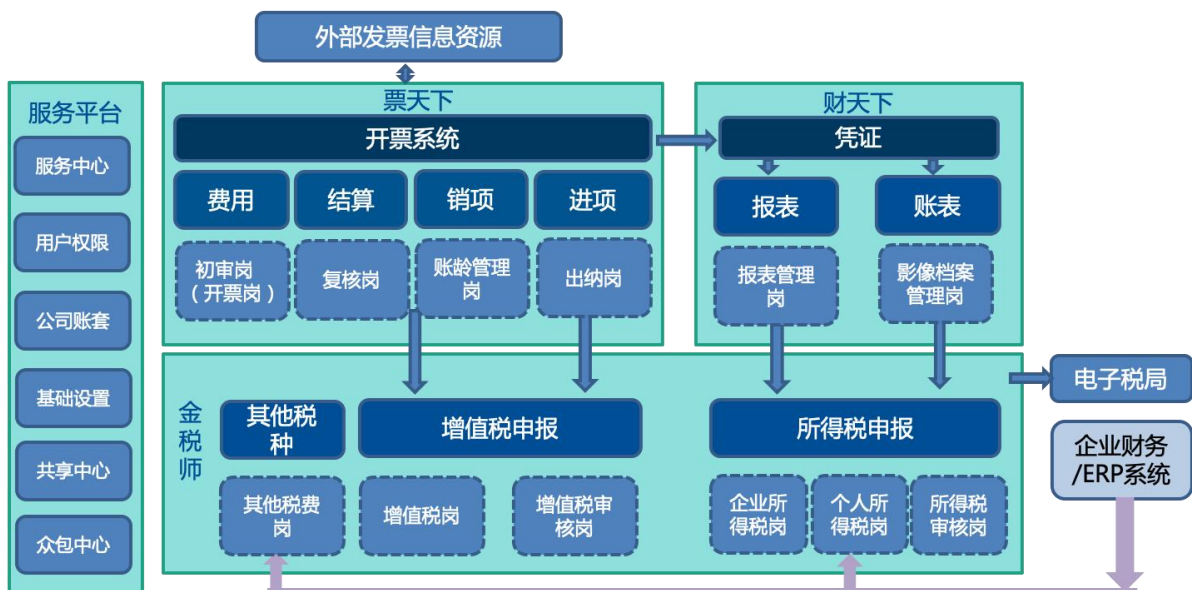 外部发票信息资源
服务平台
服务中心
用户权限
公司账套
基础设置
共享中心
众包中心
票天下
开票系统
费用
结算
销项
进项
初审岗
（开票岗）
复核岗
账龄管理
岗
出纳岗
财天下
凭证
报表
账表
报表管理
岗
影像档案
管理岗
金
税
师
其他税
种
增值税申报
所得税申报
其他税费
岗
增值税岗
增值税审
核岗
企业所
得税岗
个人所
得税岗
所得税
审核岗
电子税局
企业财务
/ERP系统